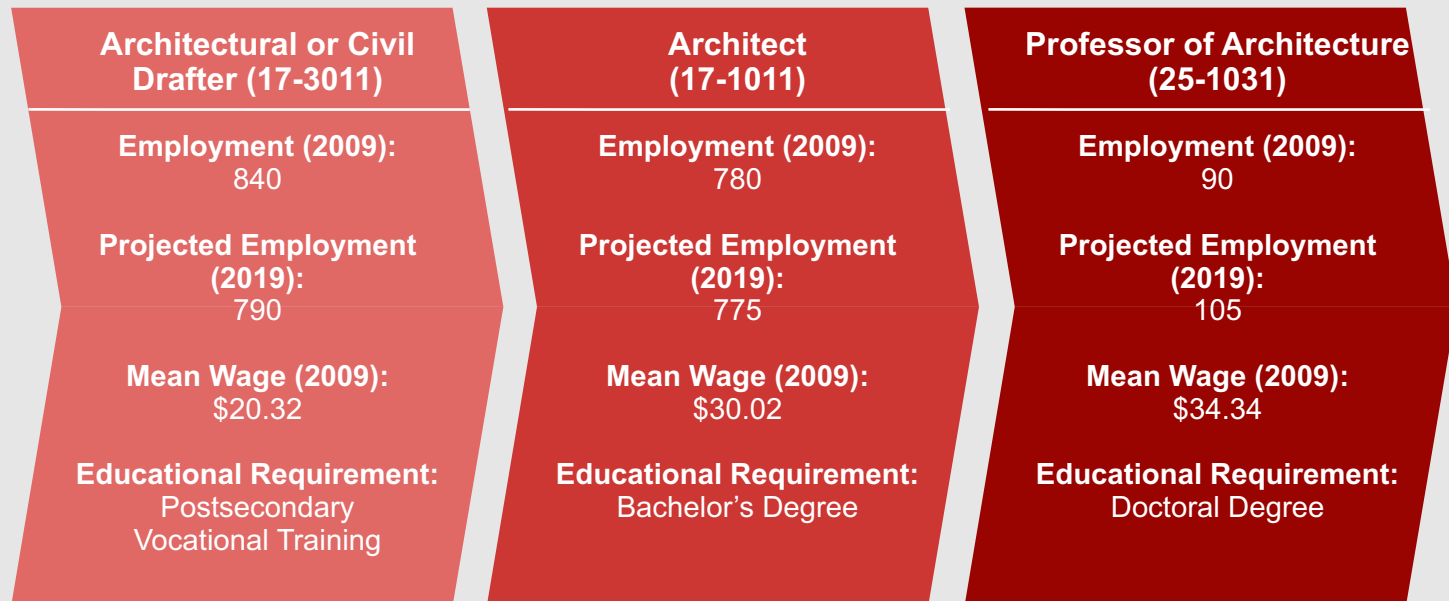 Architectural or Civil
Drafter (17-3011)
Employment (2009):
840
Projected Employment
(2019):
790
Mean Wage (2009):
$20.32
Educational Requirement:
Postsecondary
Vocational Training
Architect
(17-1011)
Employment (2009):
780
Projected Employment
(2019):
775
Mean Wage (2009):
$30.02
Educational Requirement:
Bachelor’s Degree
Professor of Architecture
(25-1031)
Employment (2009):
90
Projected Employment
(2019):
105
Mean Wage (2009):
$34.34
Educational Requirement:
Doctoral Degree